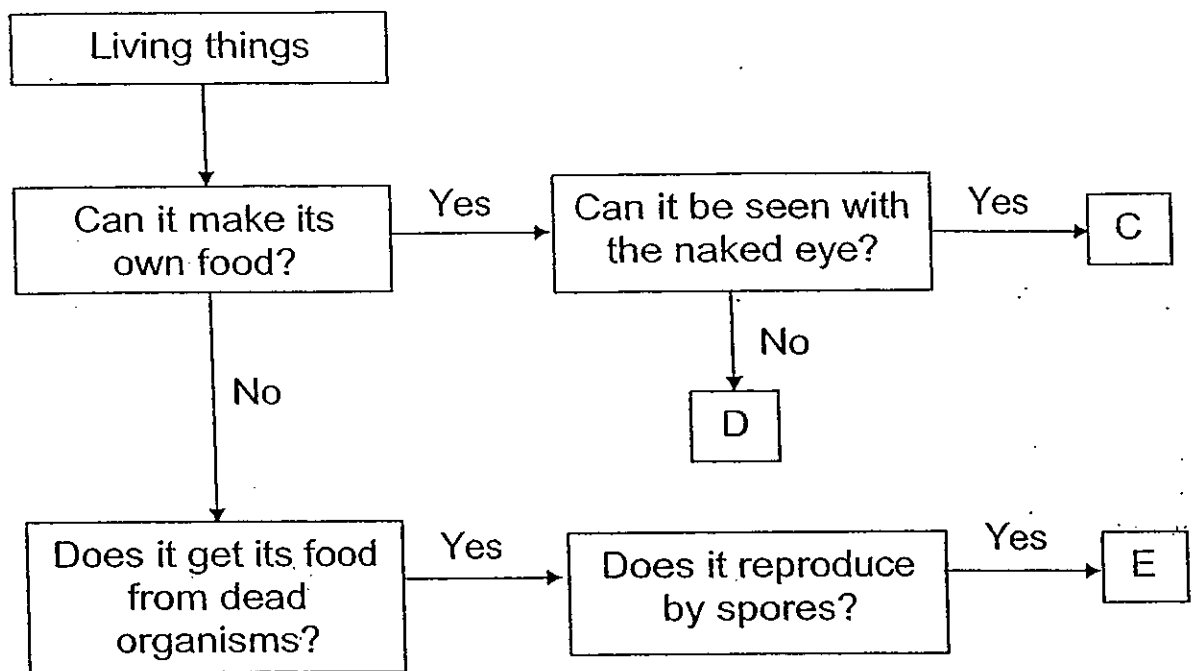 Living things
Can it make its
own food?
Yes
Can it be seen with
the naked eye?
Yes
C
No
No
D
Does it get its food
from dead
organisms?
Yes
Does it reproduce
by spores?
Yes
E